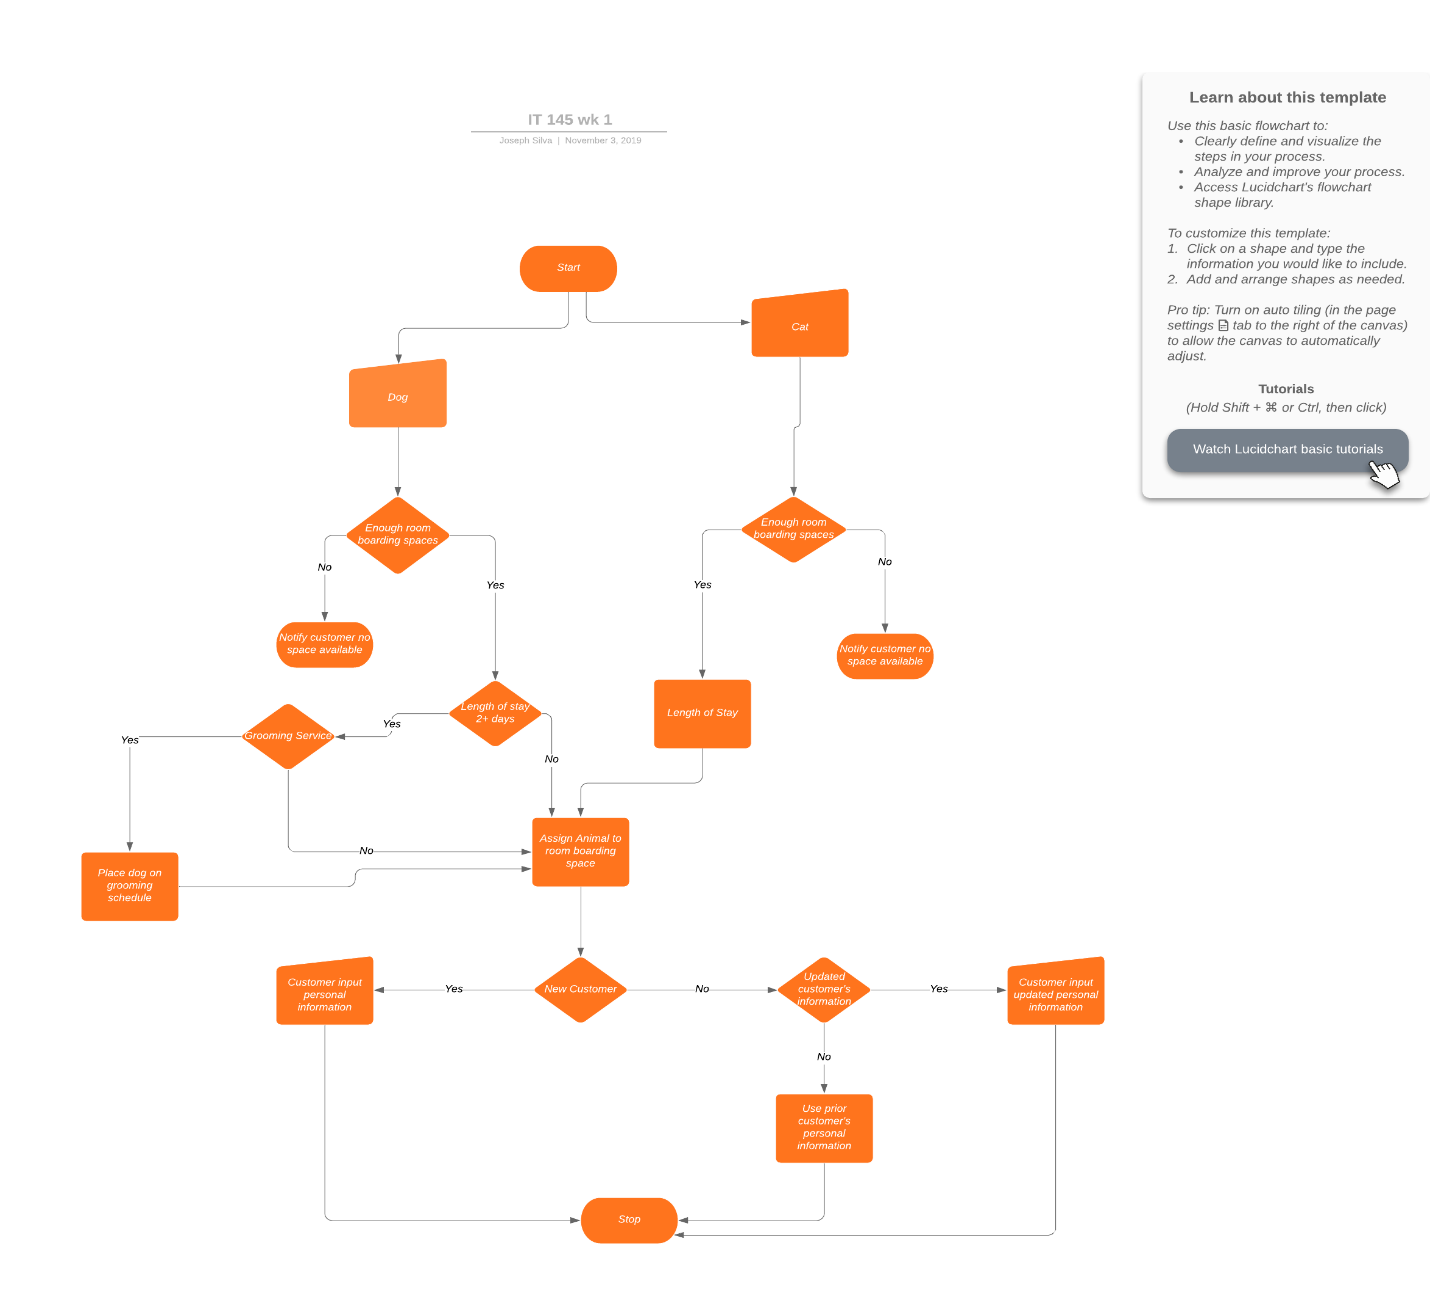 IT 145 wk 1
Joseph Silva | November 3, 2019
Learn about this template
Use this basic flowchart to:
• Clearly define and visualize the
steps in your process.
• Analyze and improve your process.
• Access Lucidchart's flowchart
shape library.
To customize this template:
1. Click on a shape and type the
information you would like to include.
2. Add and arrange shapes as needed.
Pro tip: Turn on auto tiling (in the page
settings tab to the right of the canvas)
to allow the canvas to automatically
adjust.
Tutorials
(Hold Shift + ⌘ or Ctrl, then click)
Watch Lucidchart basic tutorials
Start
Cat
Dog
Enough room
boarding spaces
No
Yes
Enough room
boarding spaces
Yes
No
Notify customer no
space available
Notify customer no
space available
Length of stay
2+ days
Yes
No
Length of Stay
Grooming Service
Yes
No
Place dog on
grooming
schedule
Assign Animal to
room boarding
space
New Customer
Yes
No
Customer input
personal
information
Updated
customer's
information
Yes
No
Customer input
updated personal
information
Use prior
customer's
personal
information
Stop